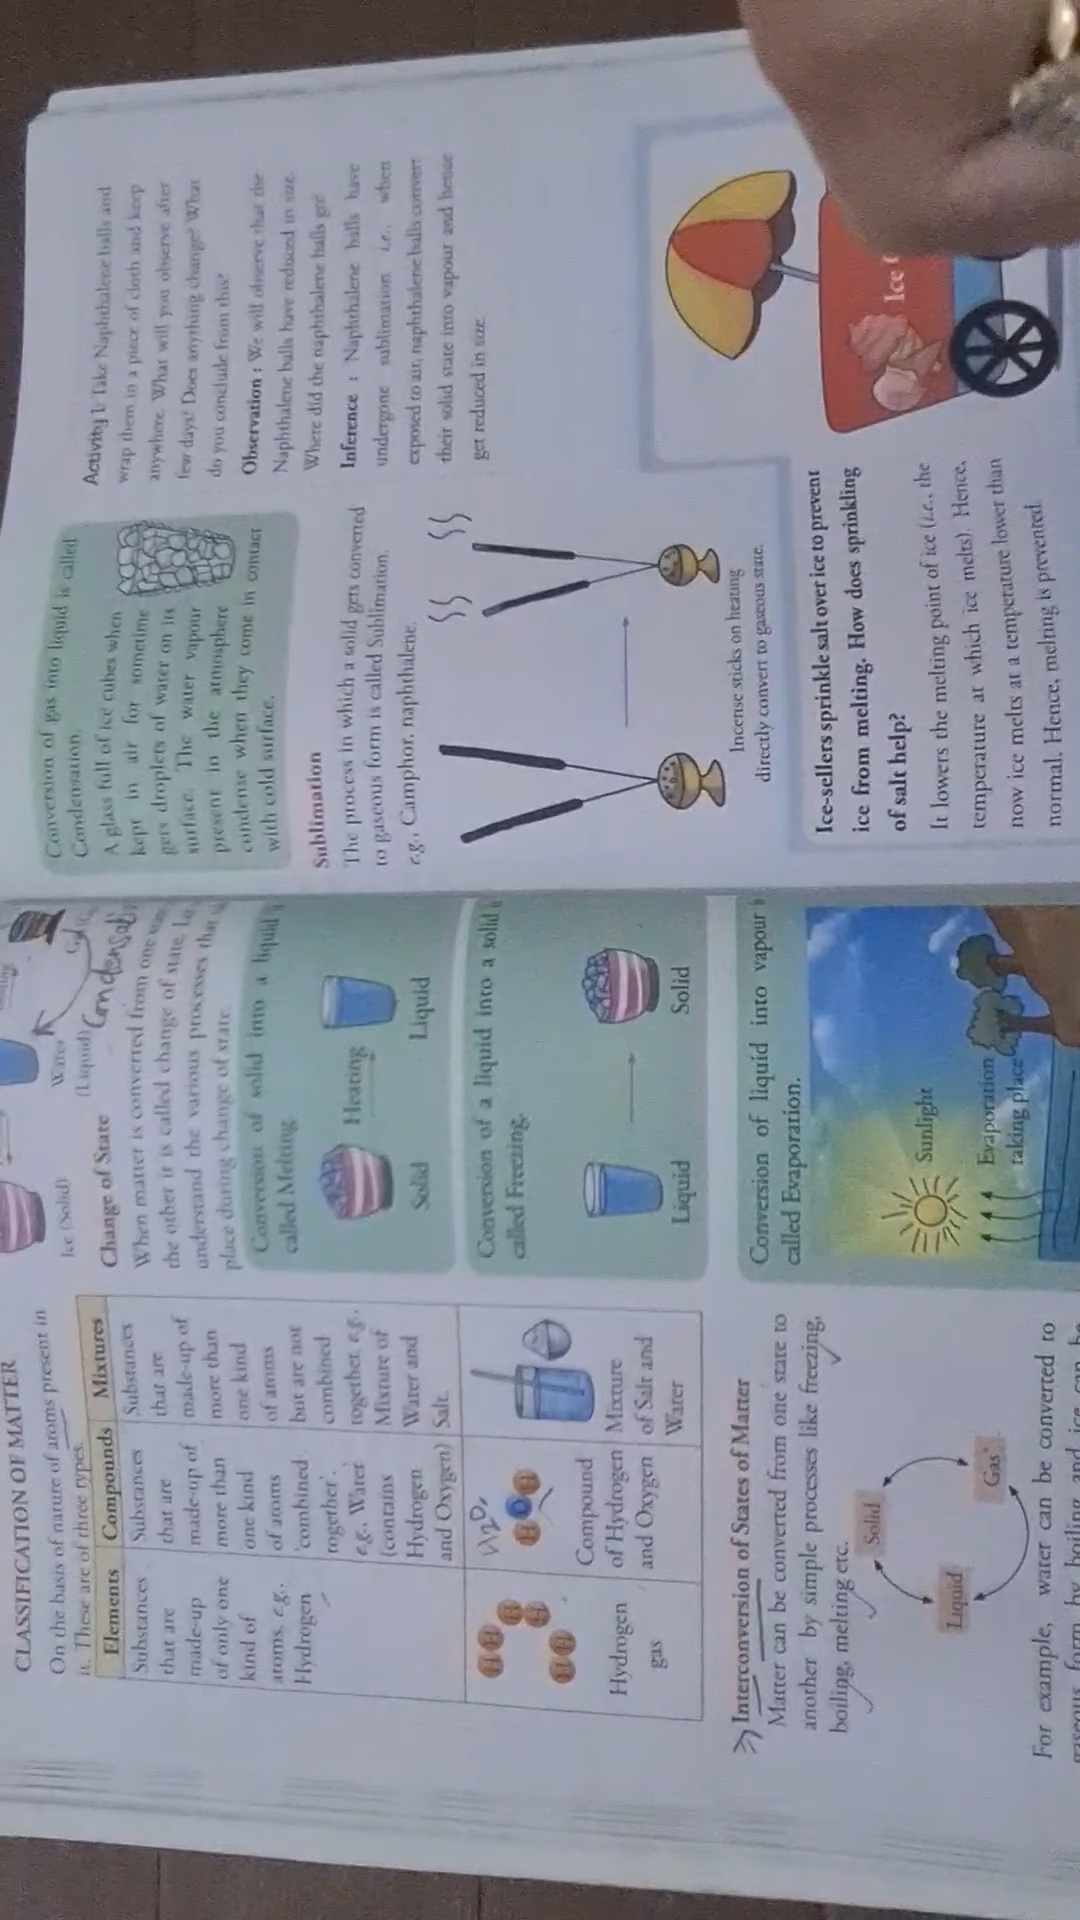 CLASSIFICATION OF MATTER
On the basis of nature of atoms present in
it. These are of three types.
Elements Compounds Mixtures
Substances
that are
made-up
of only one
kind of
atoms, e.g.,
Hydrogen
Substances
that are
made-up of
more than
one kind
of atoms
'combined
together'.
e.g., Water
(contains
Hydrogen
and Oxygen)
Substances
that are
made-up of
more than
one kind
of atoms
but are not
combined
together e.g.
Mixture of
Water and
Salt.
H H
H
H
H H
Hydrogen
gas
H2O
H O H
Compound
of Hydrogen
and Oxygen
Mixture
of Salt and
Water
Interconversion of States of Matter
Matter can be converted from one state to
another by simple processes like freezing,
boiling, melting etc.
Solid
Liquid
Gas
For example, water can be converted to
gaseous form by boiling and ice can be
Ice (Solid)
Water
(Liquid)
Condensati
Change of State
When matter is converted from one
the other it is called change of state.
understand the various processes that
place during change of state.
Conversion of solid into a liquid
called Melting.
Heating
Solid
Liquid
Conversion of a liquid into a solid
called Freezing.
Liquid
Solid
Conversion of liquid into vapour
called Evaporation.
Sunlight
Evaporation
taking place
Conversion of gas into liquid is called
Condensation.
A glass full of ice cubes when
kept in air for sometime
gets droplets of water on its
surface. The water vapour
present in the atmosphere
condense when they come in contact
with cold surface.
Sublimation
The process in which a solid gets converted
to gaseous form is called Sublimation.
e.g., Camphor, naphthalene.
Incense sticks on heating
directly convert to gaseous state.
Activity 1: Take Naphthalene balls and
wrap them in a piece of cloth and keep
anywhere. What will you observe after
few days? Does anything change? What
do you conclude from this?
Observation : We will observe that the
Naphthalene balls have reduced in size.
Where did the naphthalene balls go?
Inference : Naphthalene balls have
undergone sublimation i.e., when
exposed to air, naphthalene balls convert
their solid state into vapour and hence
get reduced in size.
Ice-sellers sprinkle salt over ice to prevent
ice from melting. How does sprinkling
of salt help?
It lowers the melting point of ice (i.e., the
temperature at which ice melts). Hence,
now ice melts at a temperature lower than
normal. Hence, melting is prevented.
Ice